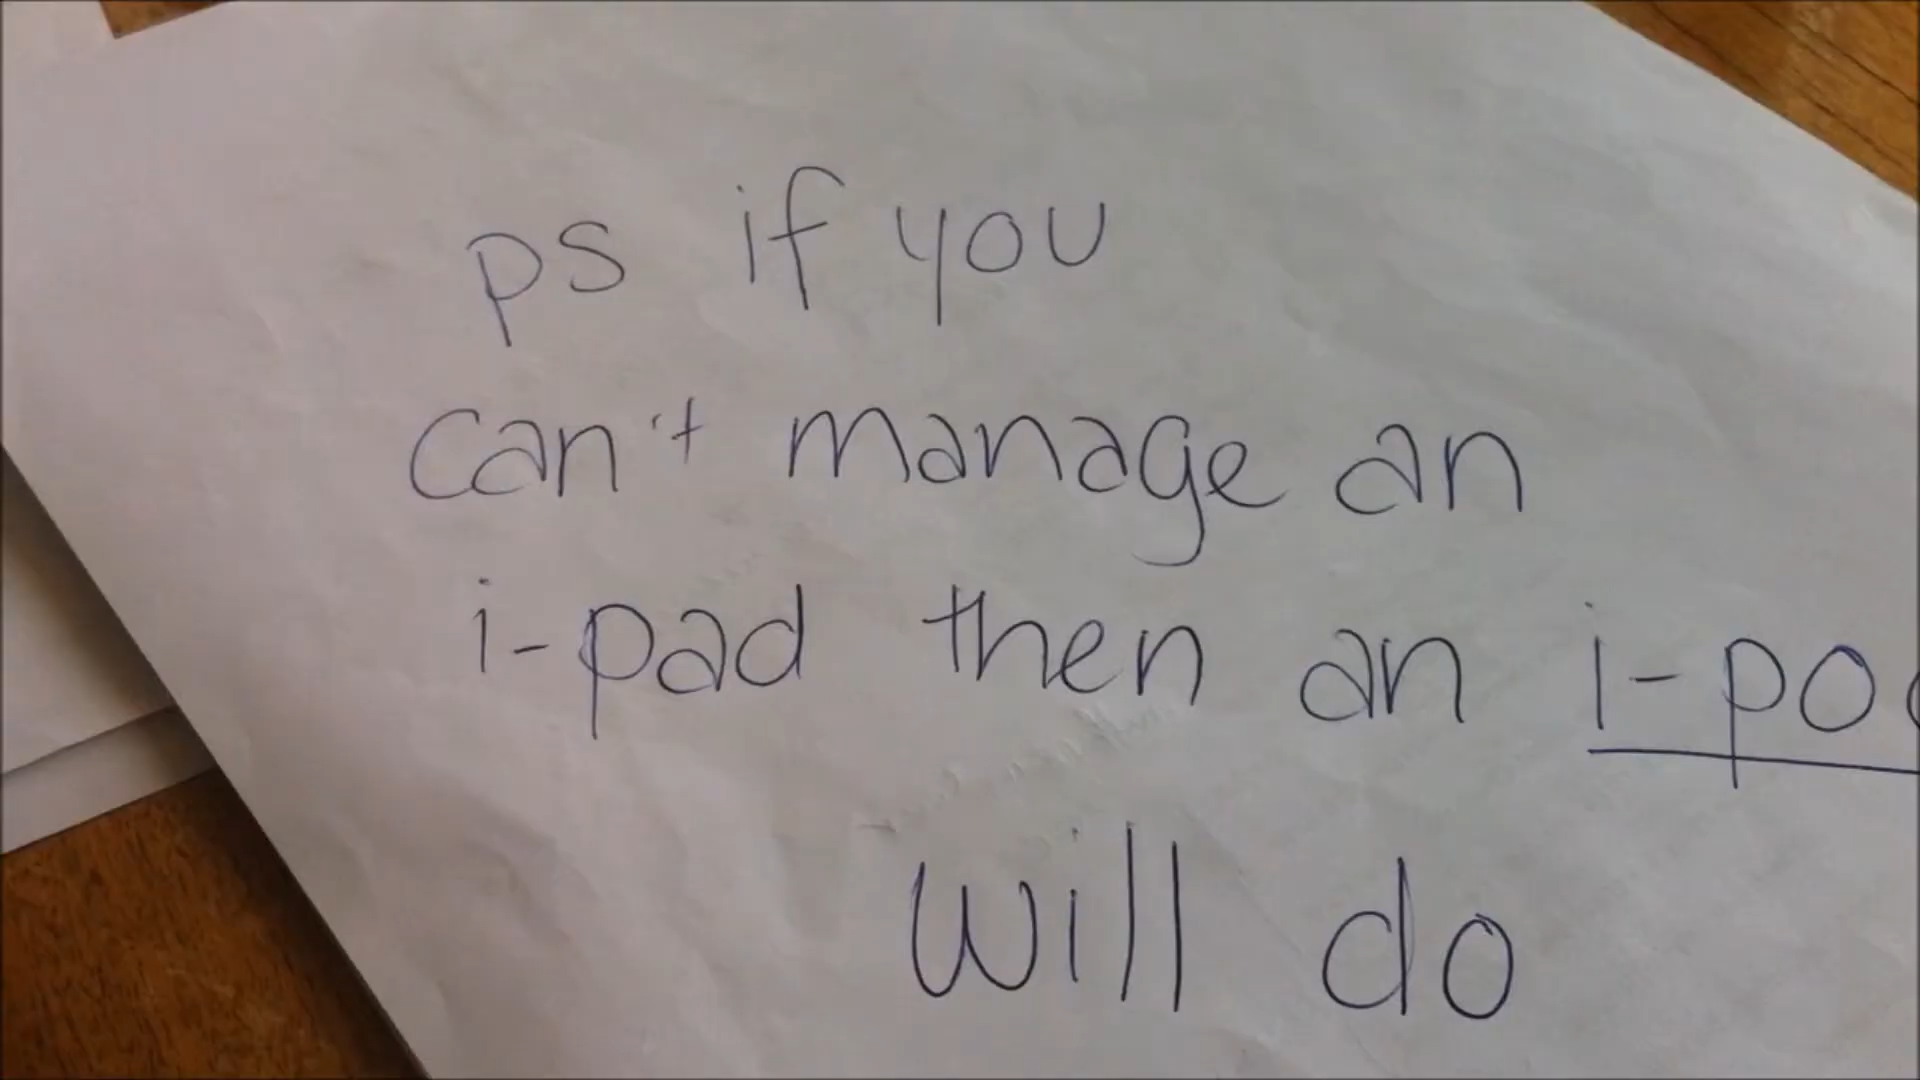 ps if you
can't manage an
i-pad then an i-po
will do